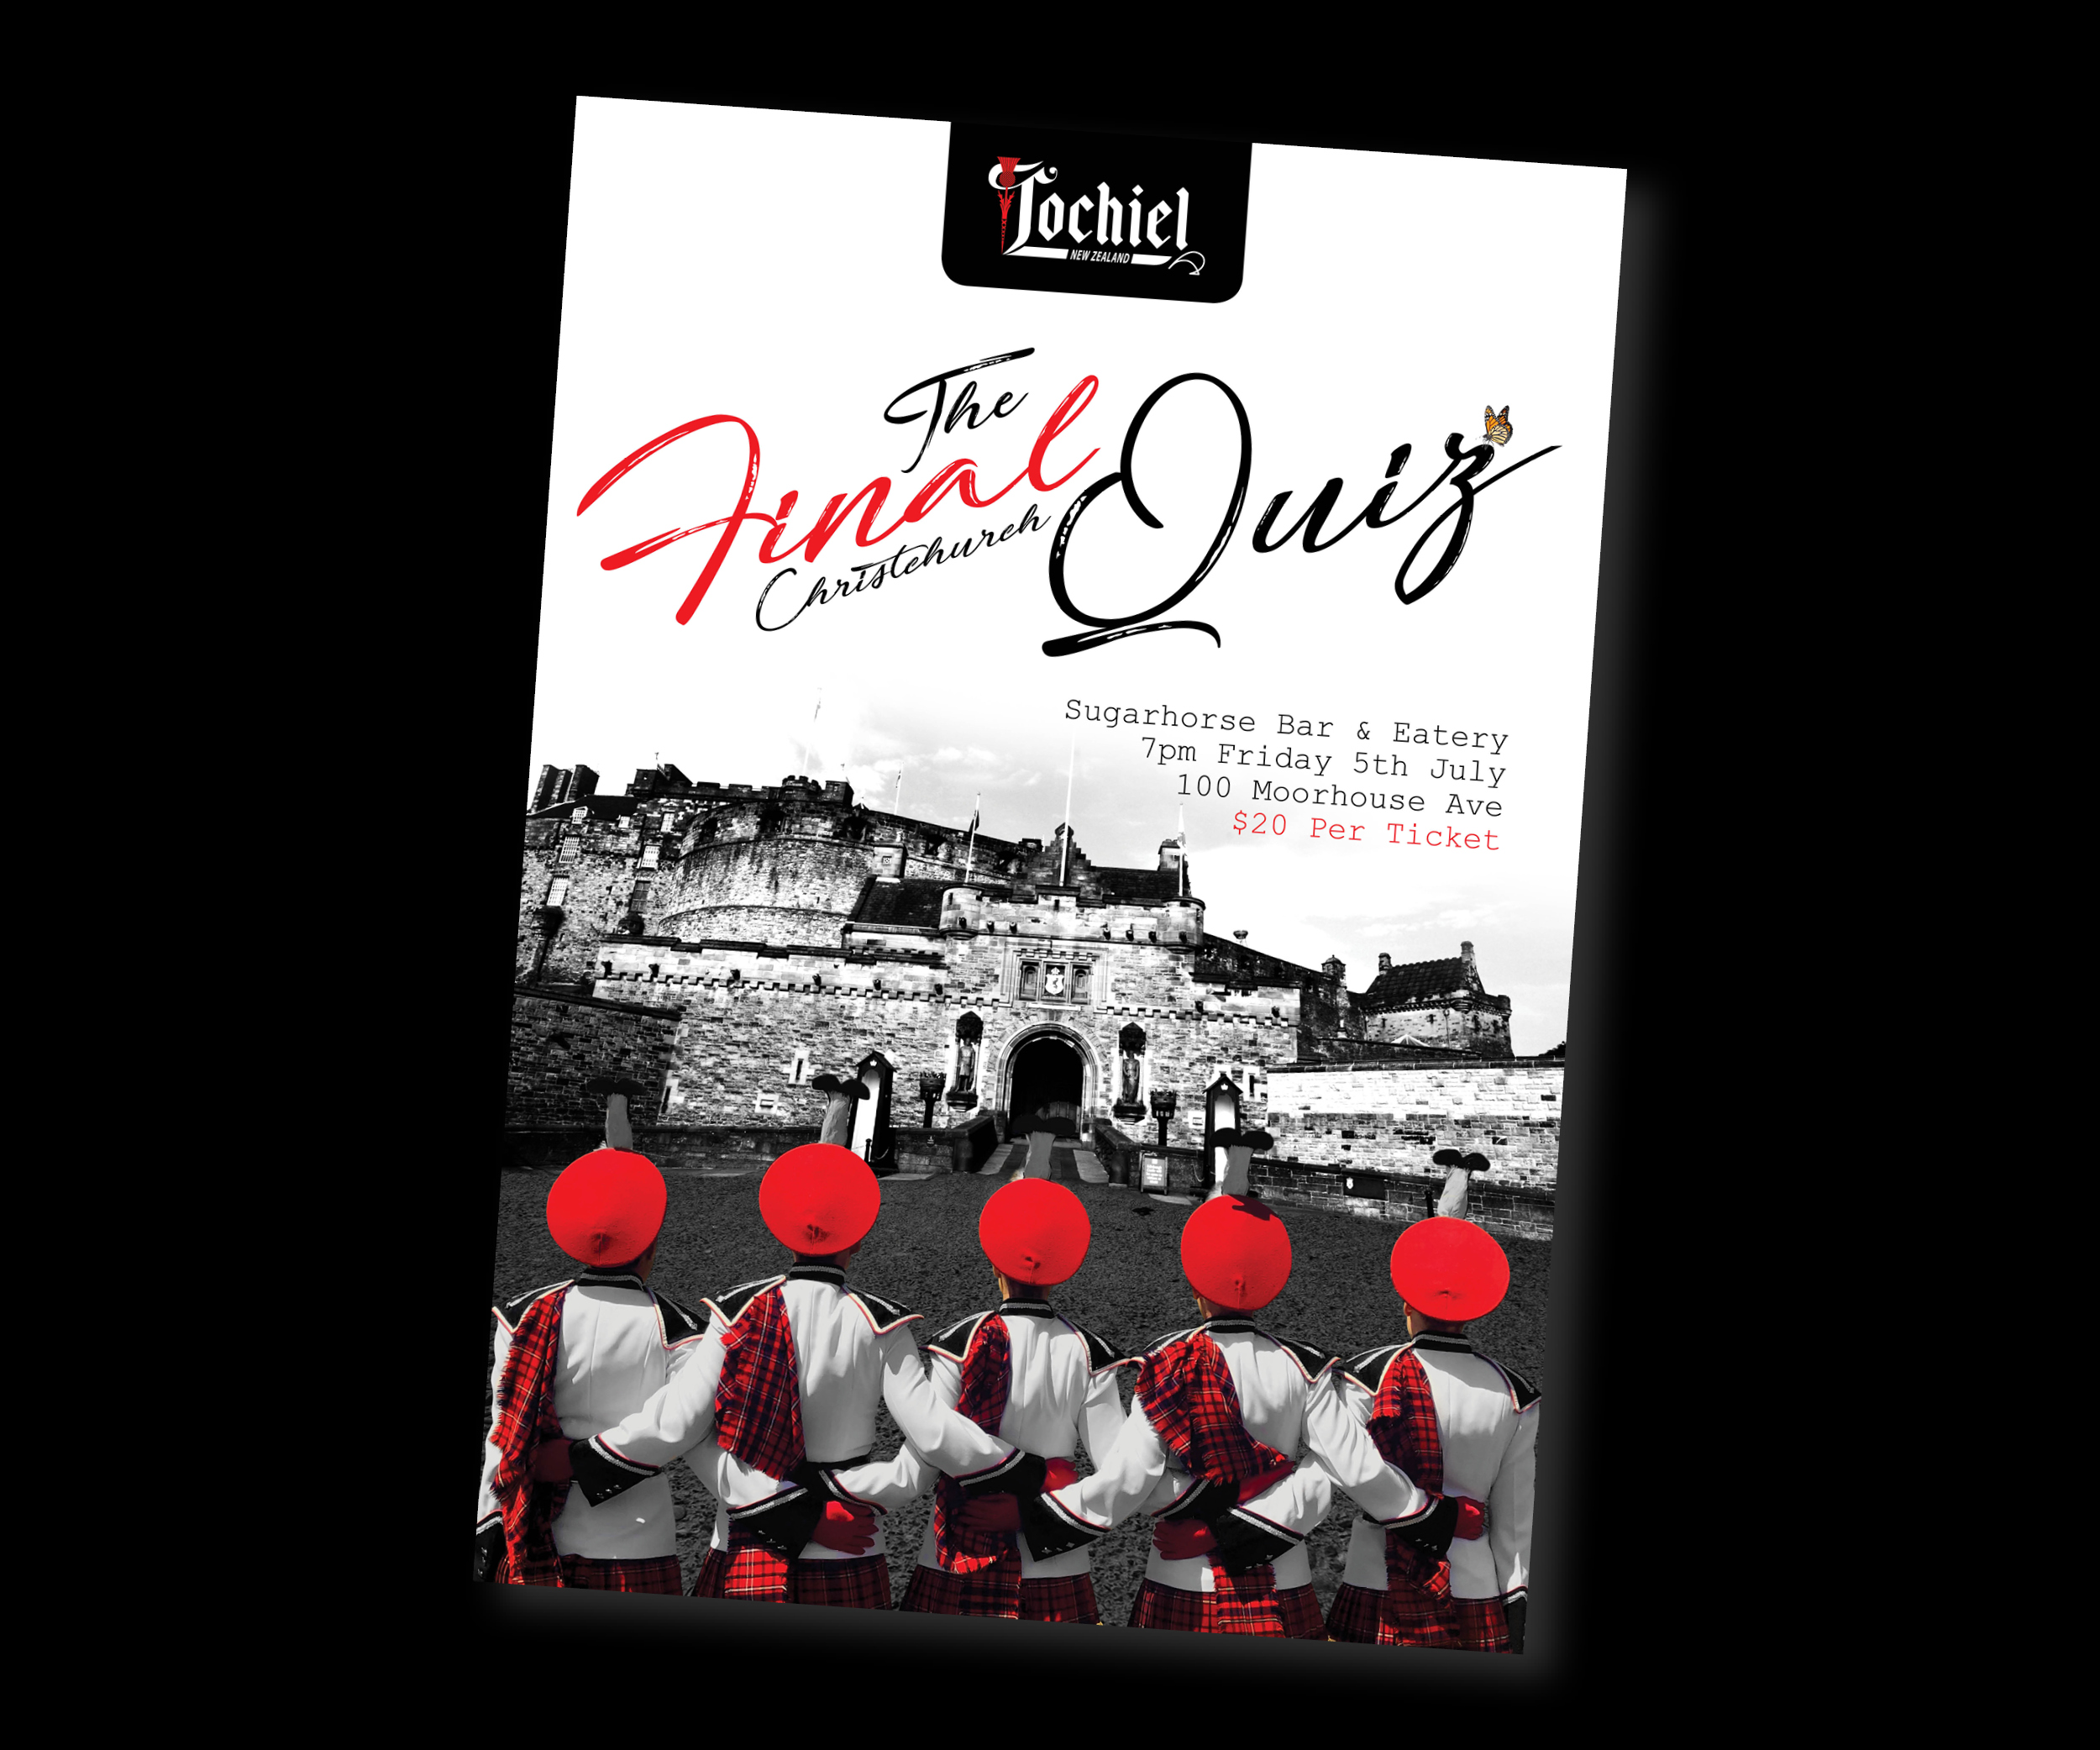 Lochiel
NEW ZEALAND
The
Final Quiz
Christchurch
Sugarhorse Bar & Eatery
7pm Friday 5th July
100 Moorhouse Ave
$20 Per Ticket